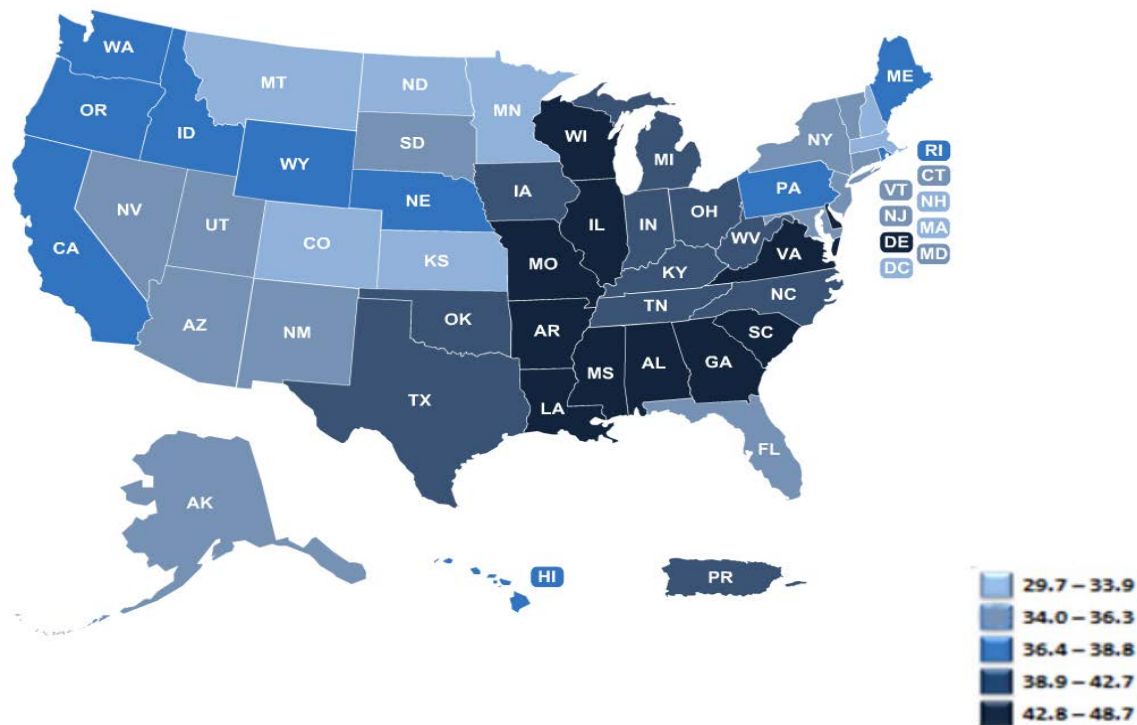 WA
MT
ND
MN
ME
OR
ID
SD
WI
MI
NY
WY
IA
NE
PA
RI
CT
VT
NH
NJ
MA
DE
MD
DC
NV
UT
CO
KS
MO
IL
IN
OH
WV
VA
KY
CA
AZ
NM
OK
AR
TN
NC
SC
TX
LA
MS
AL
GA
FL
AK
HI
PR
29.7 – 33.9
34.0 – 36.3
36.4 – 38.8
38.9 – 42.7
42.8 – 48.7